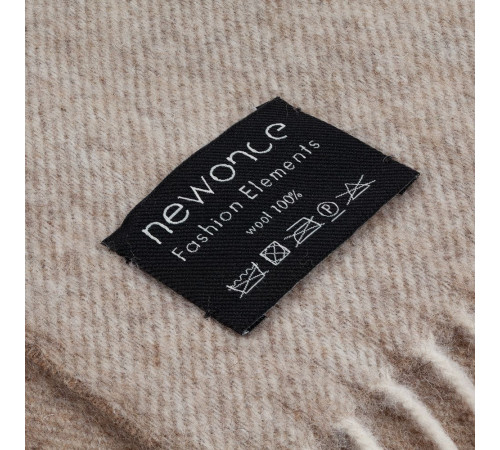 newonce
Fashion Elements
wool 100%
P